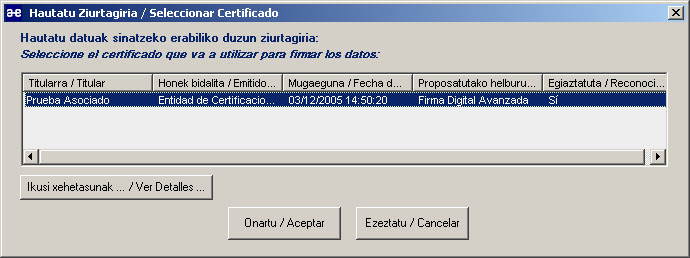 Hautatu Ziurtagiria / Seleccionar Certificado
Hautatu datuak sinatzeko erabiliko duzun ziurtagiria:
Seleccione el certificado que va a utilizar para firmar los datos:
Titularra / Titular Honek bidalita / Emitido... Mugaeguna / Fecha d... Proposatutako helburu... Egiaztatuta / Reconoci...
Prueba Asociado Entidad de Certificacio... 03/12/2005 14:50:20 Firma Digital Avanzada Sí
Ikusi xehetasunak ... / Ver Detalles ...
Onartu / Aceptar Ezeztatu / Cancelar